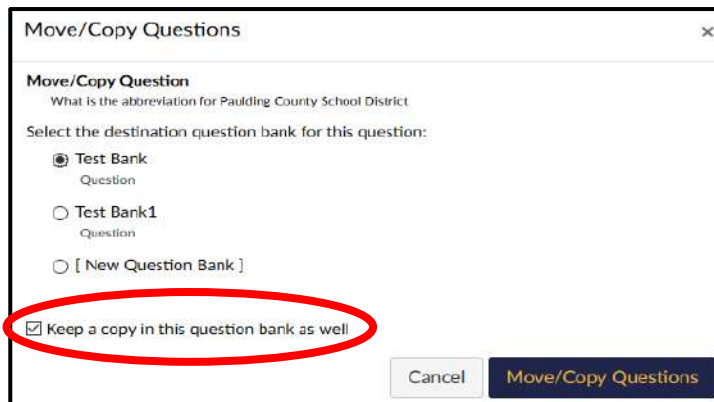 Move/Copy Questions
×
Move/Copy Question
What is the abbreviation for Paulding County School District
Select the destination question bank for this question:
Test Bank
Question
Test Bank1
Question
[ New Question Bank ]
Keep a copy in this question bank as well
Cancel Move/Copy Questions